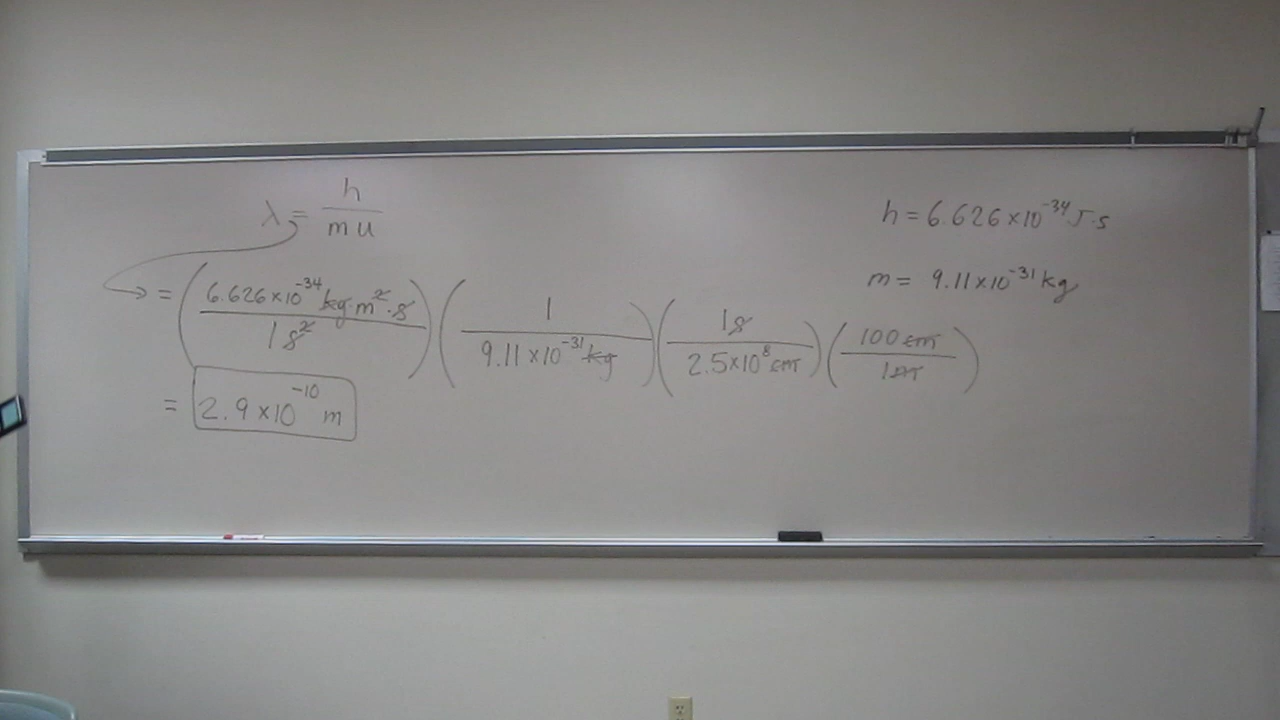 λ = h / m u
h = 6.626 × 10⁻³⁴ J·s
m = 9.11 × 10⁻³¹ kg
→ = (6.626 × 10⁻³⁴ kg·m²·s / 1 s²) (1 / 9.11 × 10⁻³¹ kg) (1 s / 2.5 × 10⁸ cm) (100 cm / 1 m)
= 2.9 × 10⁻¹⁰ m